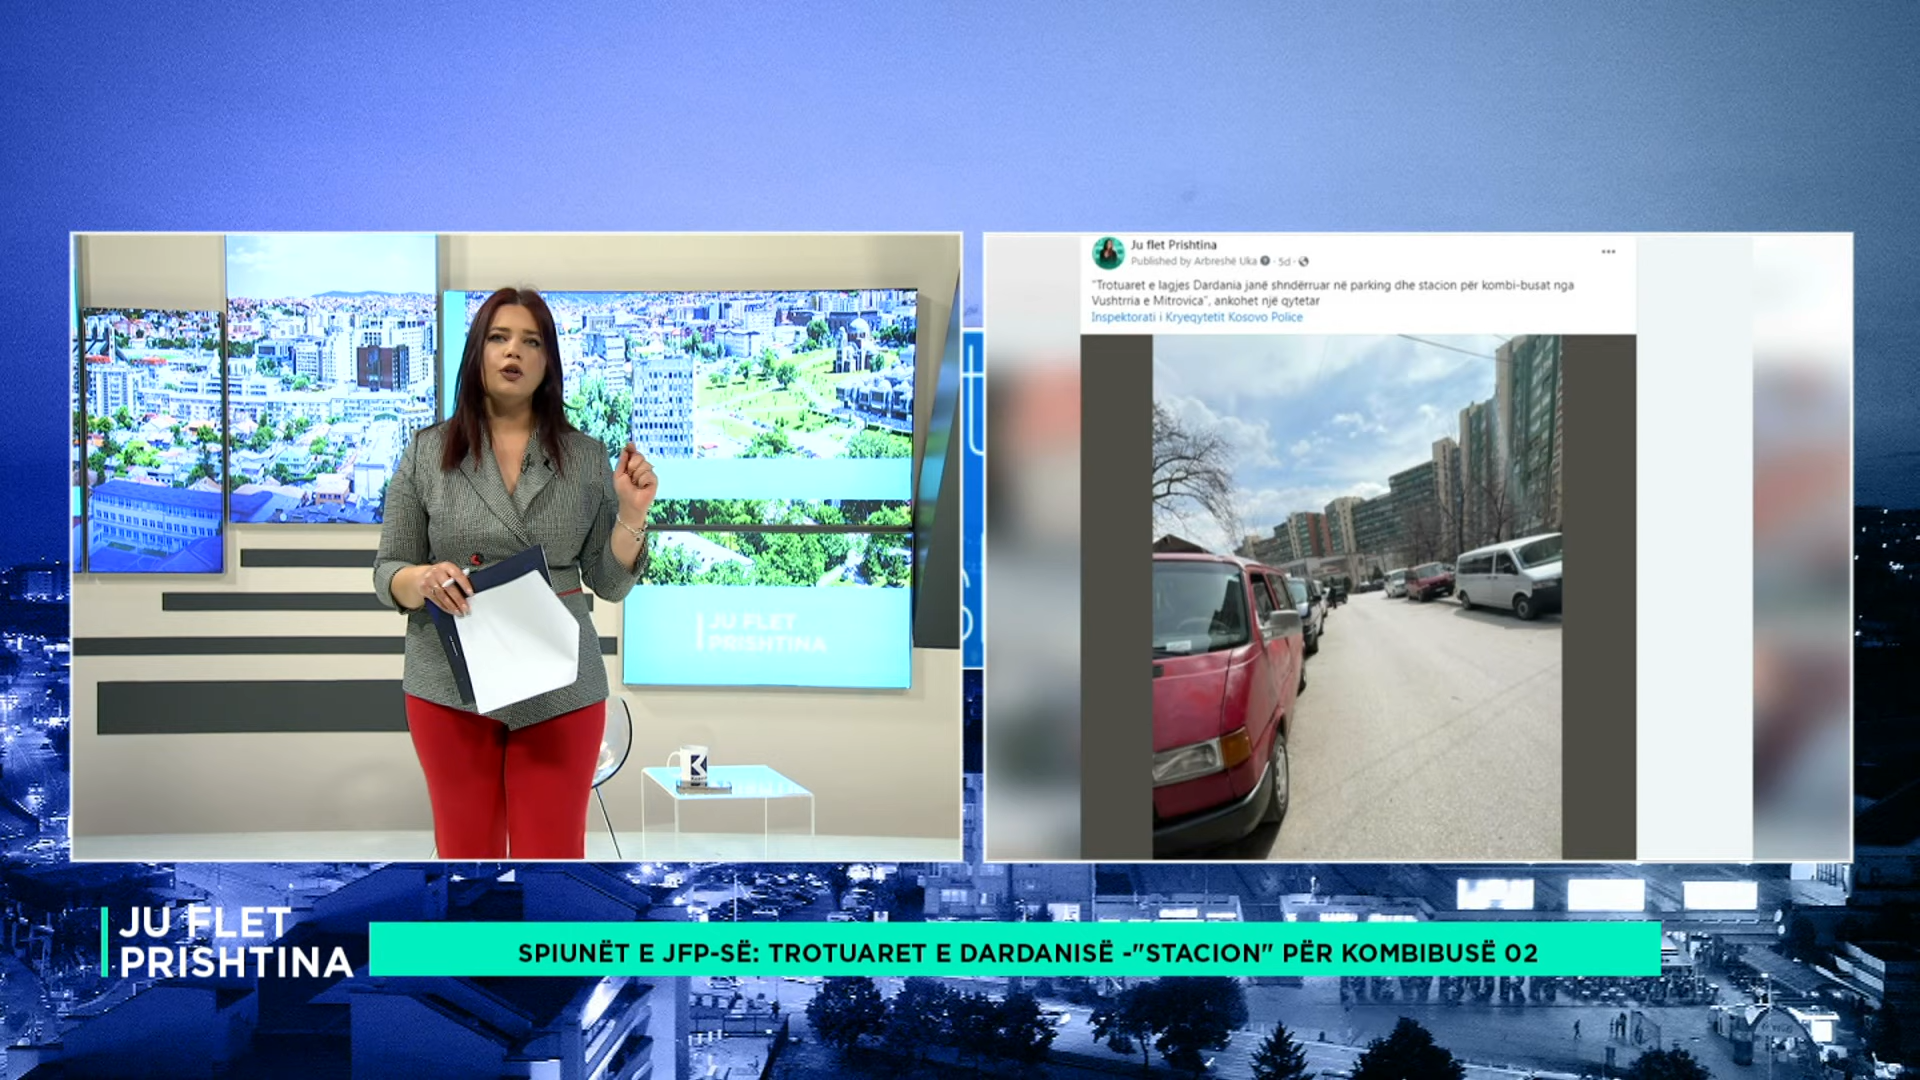 Ju flet Prishtina
Published by Arbreshë Uka · 5d ·
"Trotuaret e lagjes Dardania janë shndërruar në parking dhe stacion për kombi-busat nga
Vushtrria e Mitrovica", ankohet një qytetar
Inspektorati i Kryeqytetit Kosovo Police
JU FLET
PRISHTINA
K
JU FLET
PRISHTINA
SPIUNËT E JFP-SË: TROTUARET E DARDANISË -"STACION" PËR KOMBIBUSË 02